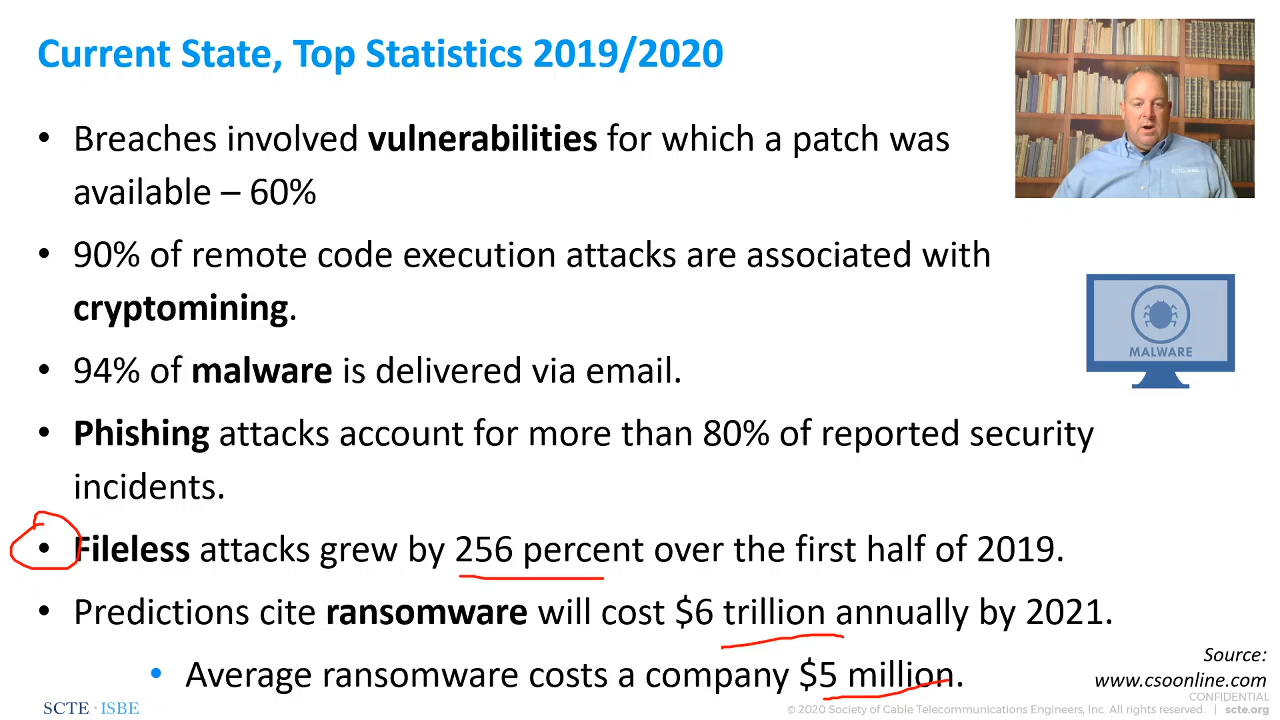 Current State, Top Statistics 2019/2020
• Breaches involved vulnerabilities for which a patch was
available – 60%
• 90% of remote code execution attacks are associated with
cryptomining.
• 94% of malware is delivered via email.
• Phishing attacks account for more than 80% of reported security
incidents.
• Fileless attacks grew by 256 percent over the first half of 2019.
• Predictions cite ransomware will cost $6 trillion annually by 2021.
• Average ransomware costs a company $5 million.
MALWARE
Source:
www.csoonline.com
CONFIDENTIAL
SCTE · ISBE
© 2020 Society of Cable Telecommunications Engineers, Inc. All rights reserved. | scte.org